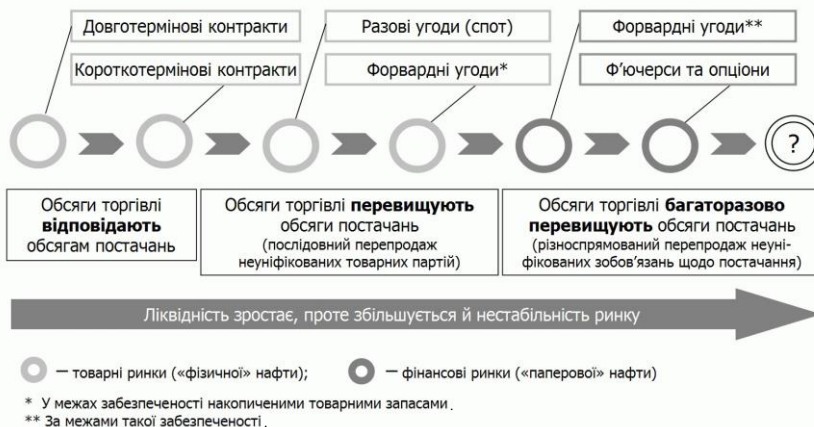 Довготермінові контракти
Разові угоди (спот)
Форвардні угоди**
Короткотермінові контракти
Форвардні угоди*
Ф'ючерси та опціони
?
Обсяги торгівлі
відповідають
обсягам постачань
Обсяги торгівлі перевищують
обсяги постачань
(послідовний перепродаж
неуніфікованих товарних партій)
Обсяги торгівлі багаторазово
перевищують обсяги постачань
(різноспрямований перепродаж неуні-
фікованих зобов'язань щодо постачання)
Ліквідність зростає, проте збільшується й нестабільність ринку
– товарні ринки («фізичної» нафти);
– фінансові ринки («паперової» нафти)
* У межах забезпеченості накопиченими товарними запасами.
** За межами такої забезпеченості.